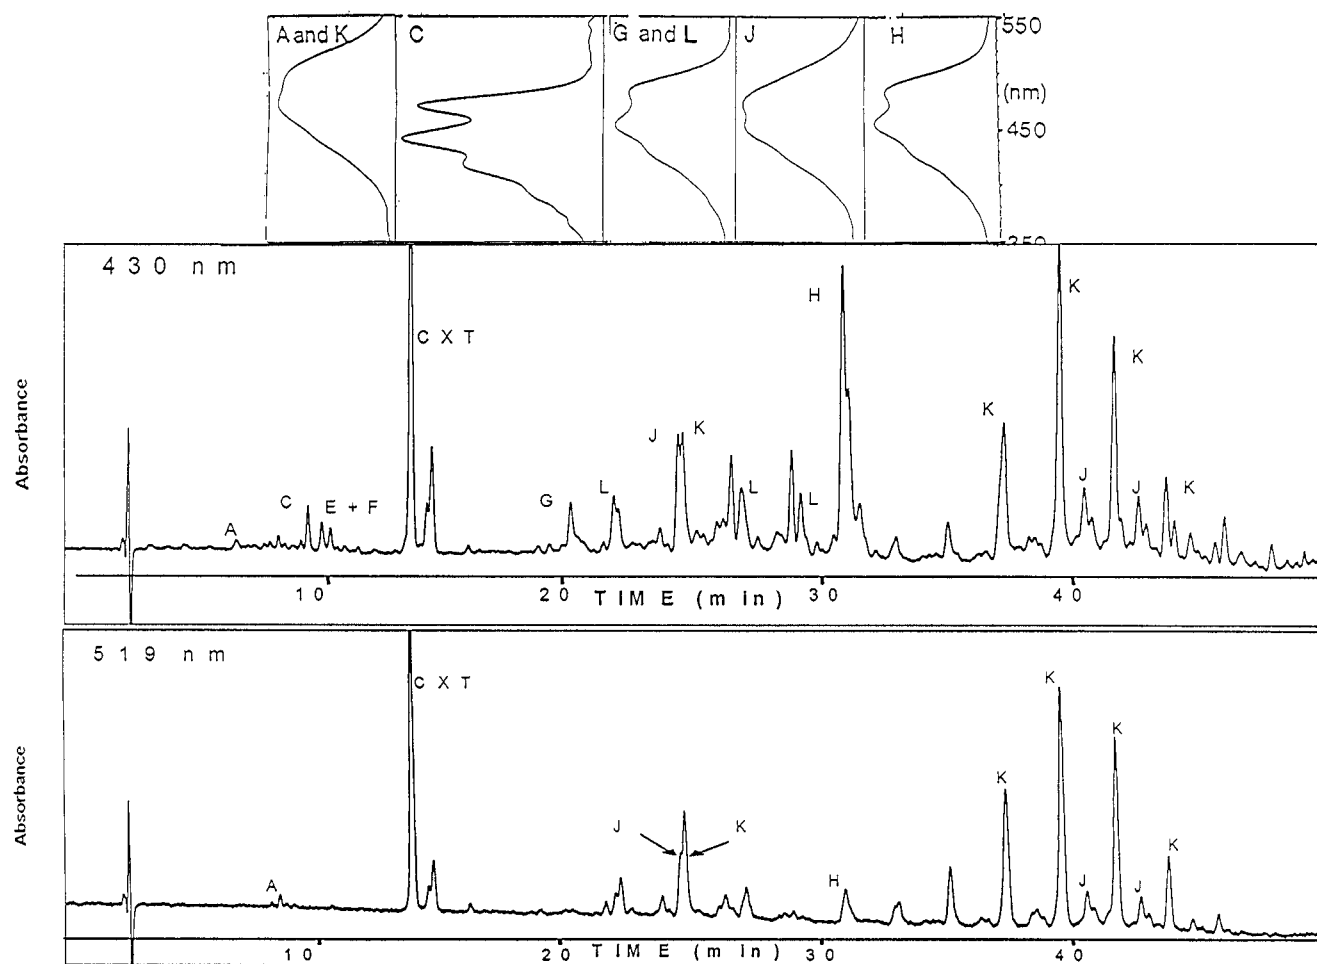 A and K C G and L J H 550
(nm)
450
350
430 nm
H K
CXT
K
J K K
C E + F G L L L J J K
A
Absorbance
10 20 30 40
TIME (min)
519 nm
CXT K
K
K K
J K
A H J J
Absorbance
10 20 30 40
TIME (min)